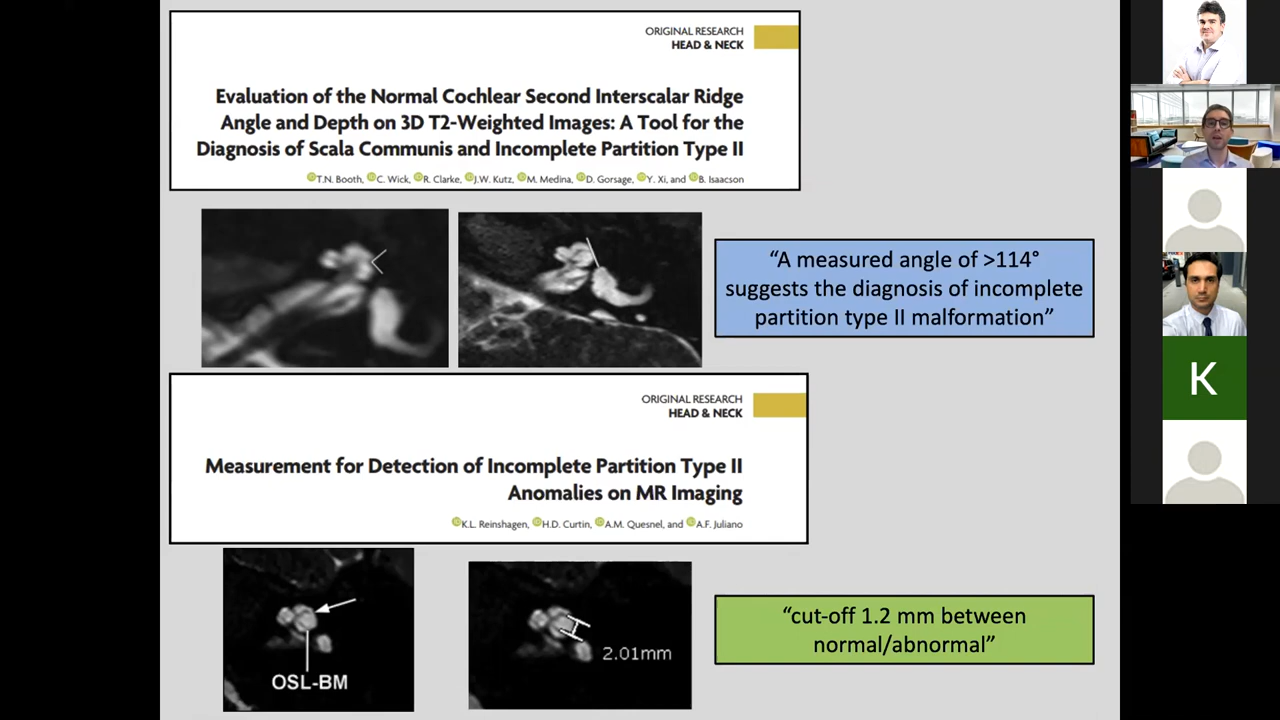 ORIGINAL RESEARCH
HEAD & NECK
Evaluation of the Normal Cochlear Second Interscalar Ridge
Angle and Depth on 3D T2-Weighted Images: A Tool for the
Diagnosis of Scala Communis and Incomplete Partition Type II
T.N. Booth, C. Wick, R. Clarke, J.W. Kutz, M. Medina, D. Gorsage, Y. Xi, and B. Isaacson
“A measured angle of >114°
suggests the diagnosis of incomplete
partition type II malformation”
ORIGINAL RESEARCH
HEAD & NECK
Measurement for Detection of Incomplete Partition Type II
Anomalies on MR Imaging
K.L. Reinshagen, H.D. Curtin, A.M. Quesnel, and A.F. Juliano
OSL-BM
2.01mm
“cut-off 1.2 mm between
normal/abnormal”
K